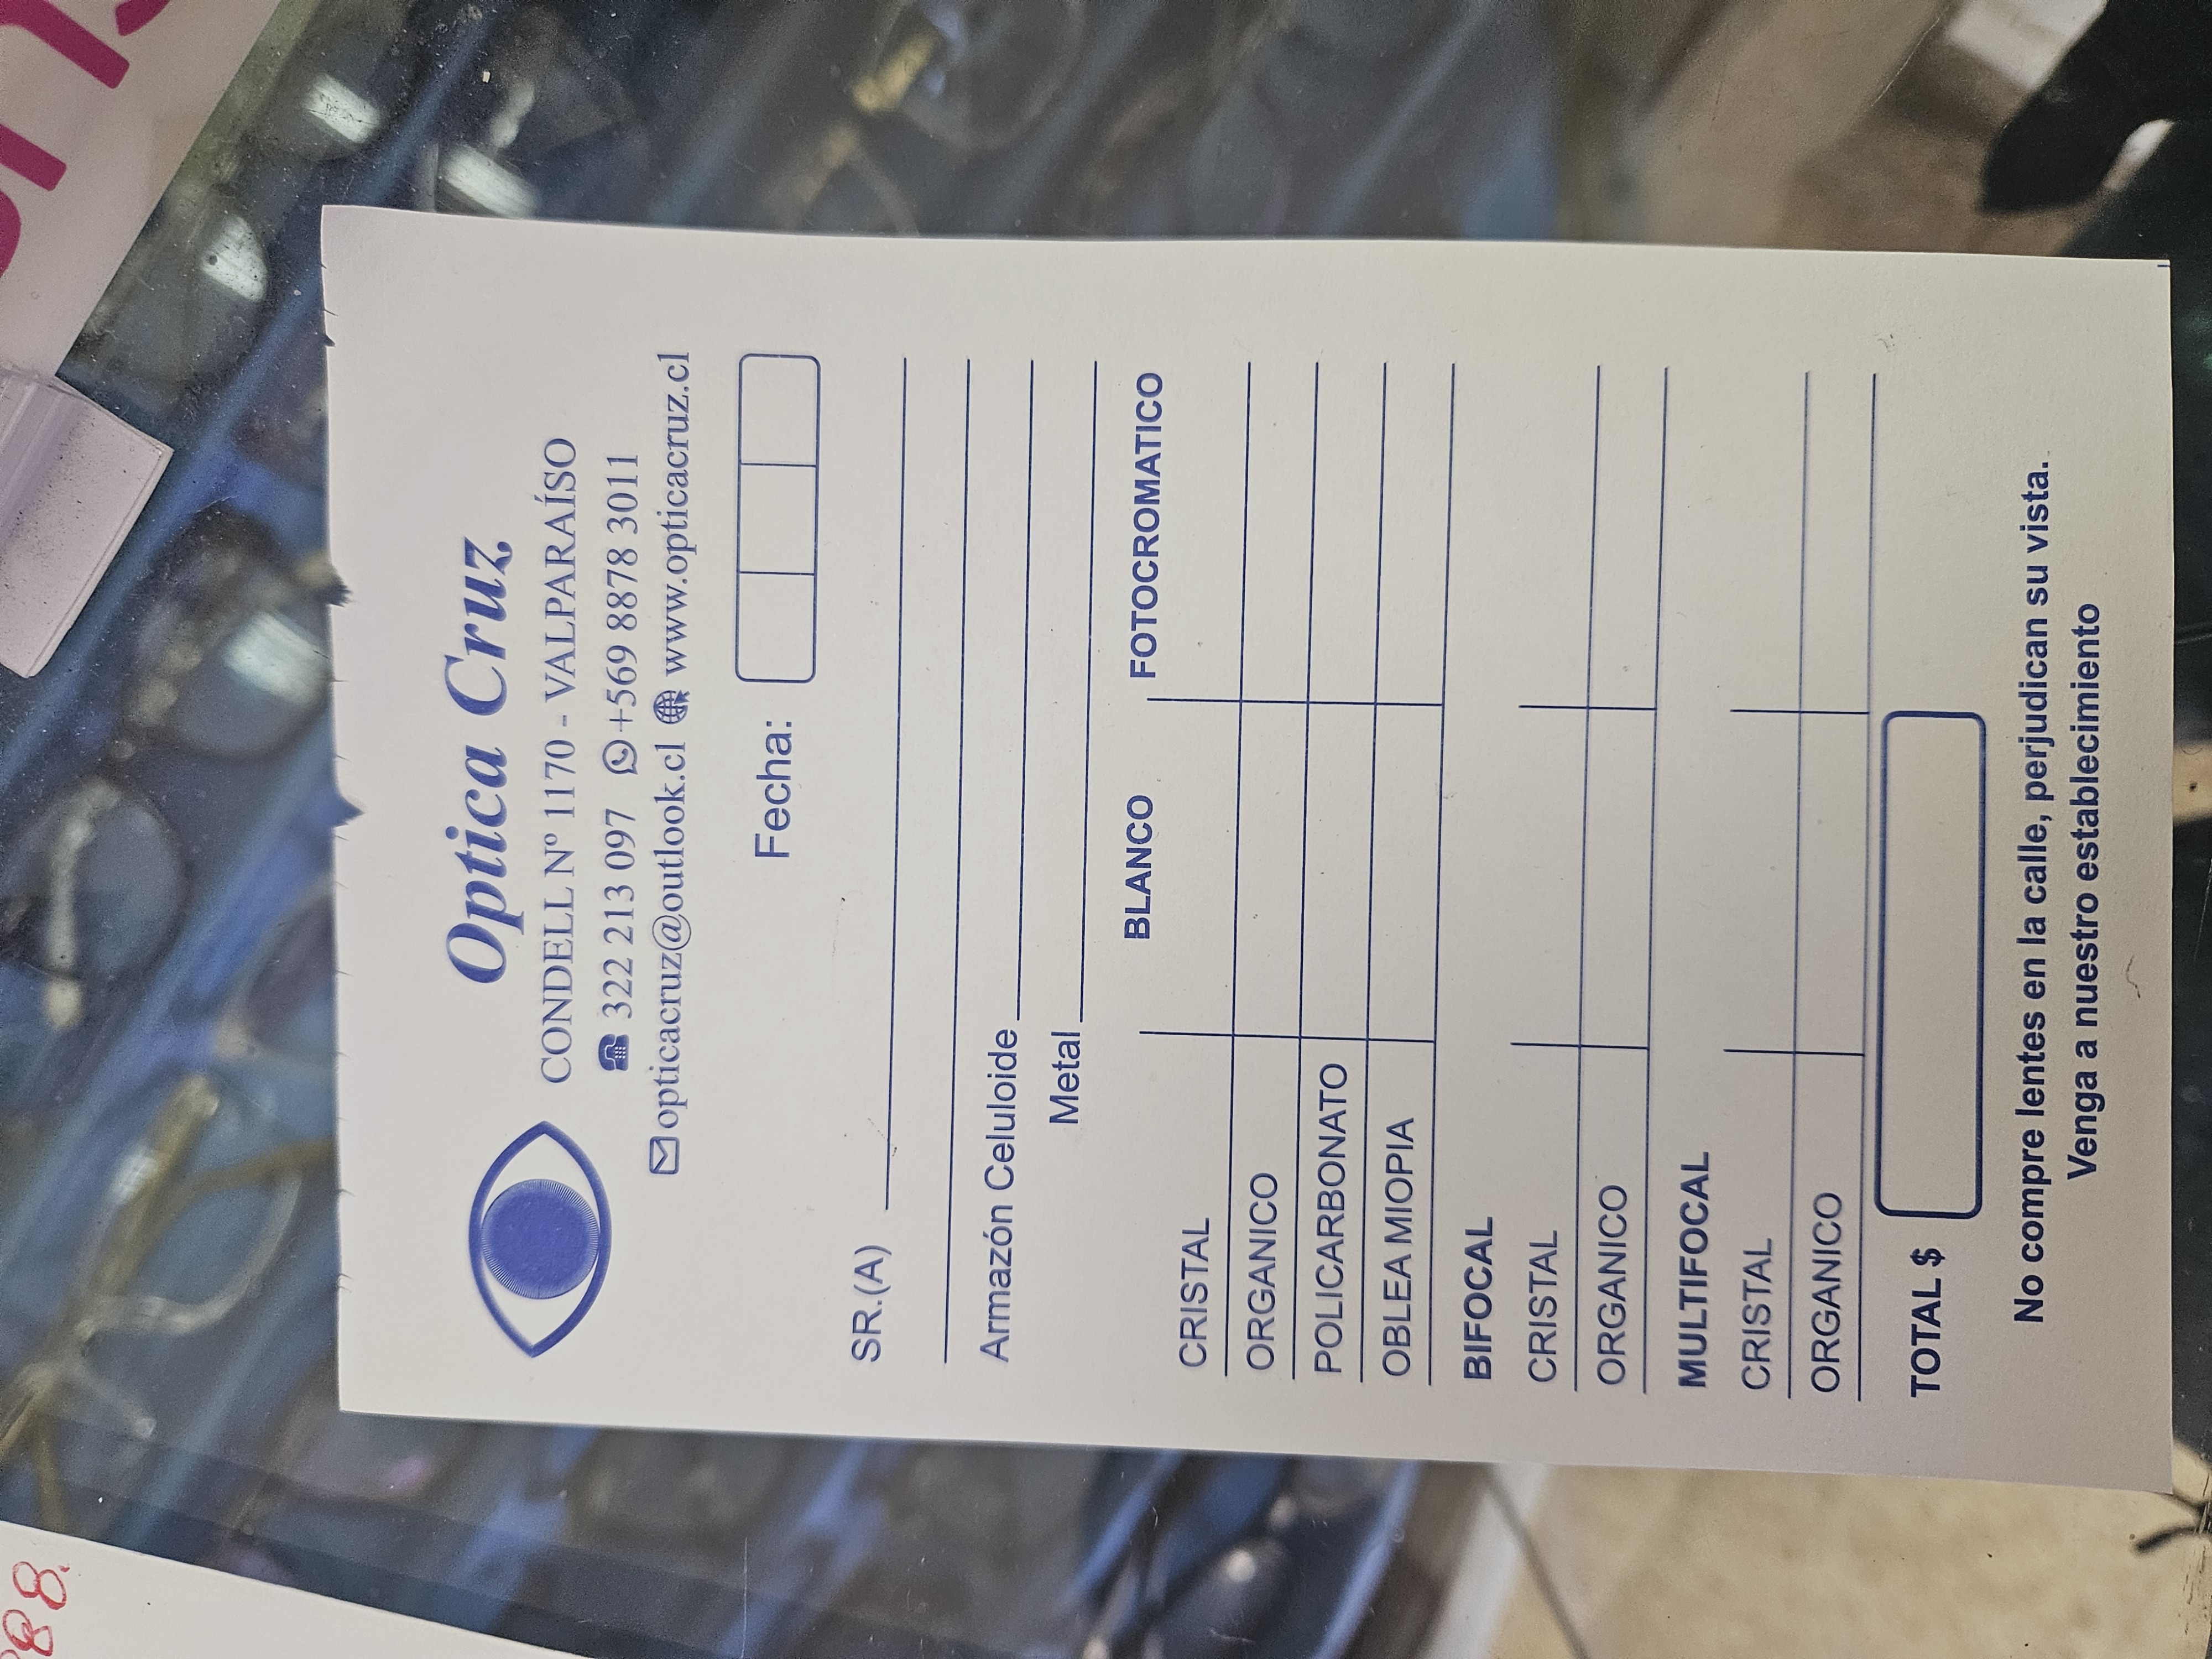 88.
Optica Cruz
CONDELL Nº 1170 - VALPARAÍSO
322 213 097 +569 8878 3011
opticacruz@outlook.cl www.opticacruz.cl
Fecha:
SR.(A)
Armazón Celuloide
Metal
BLANCO FOTOCROMATICO
CRISTAL
ORGANICO
POLICARBONATO
OBLEA MIOPIA
BIFOCAL
CRISTAL
ORGANICO
MULTIFOCAL
CRISTAL
ORGANICO
TOTAL $
No compre lentes en la calle, perjudican su vista.
Venga a nuestro establecimiento